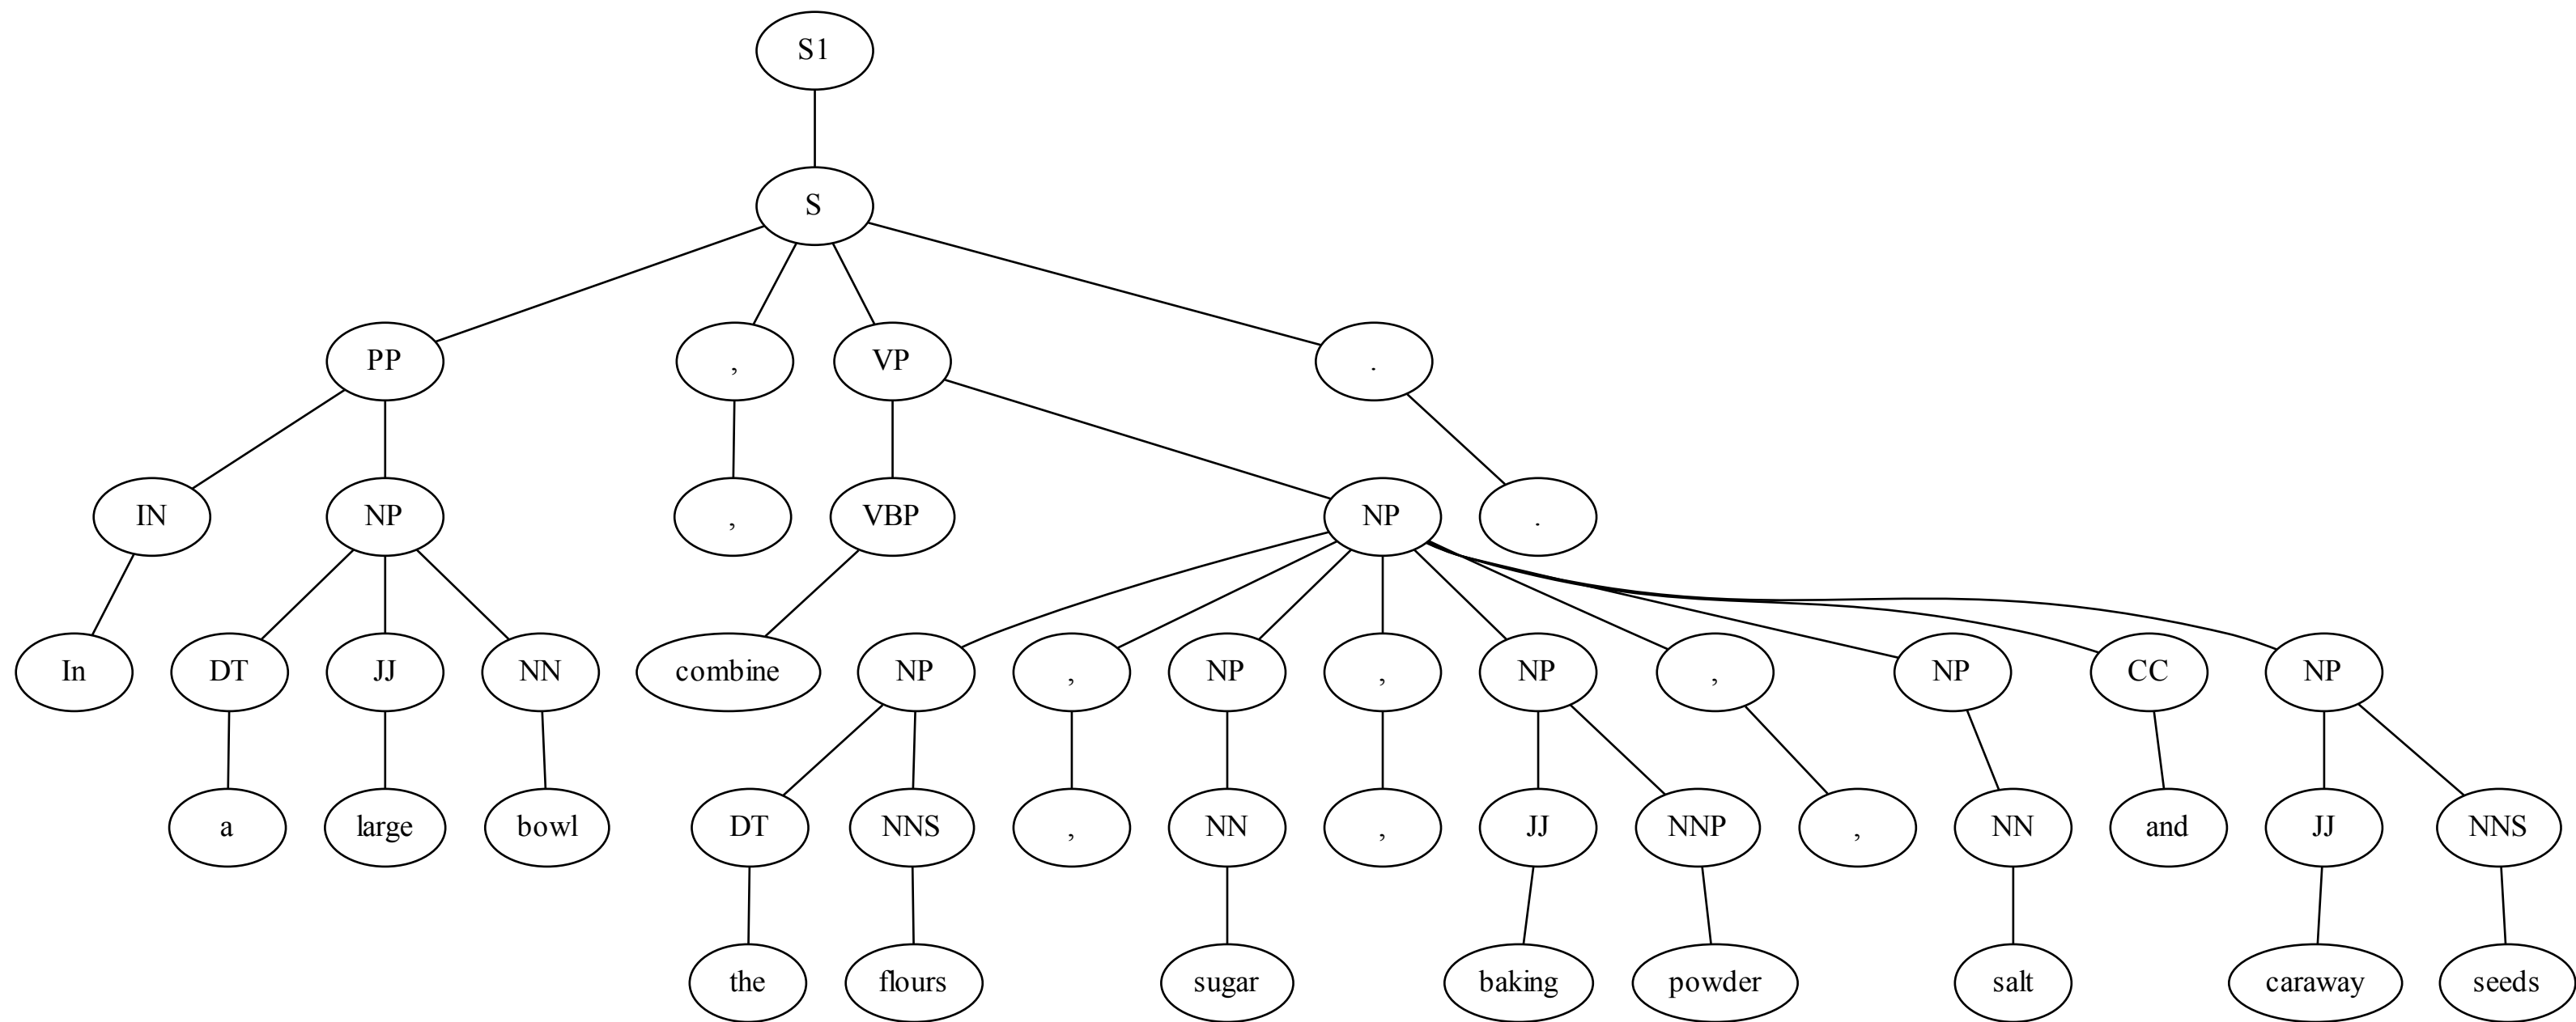 S1
S
PP , VP .
IN NP , VBP NP .
In DT JJ NN combine NP , NP , NP , NP CC NP
a large bowl DT NNS , NN , JJ NNP , NN and JJ NNS
the flours sugar baking powder salt caraway seeds